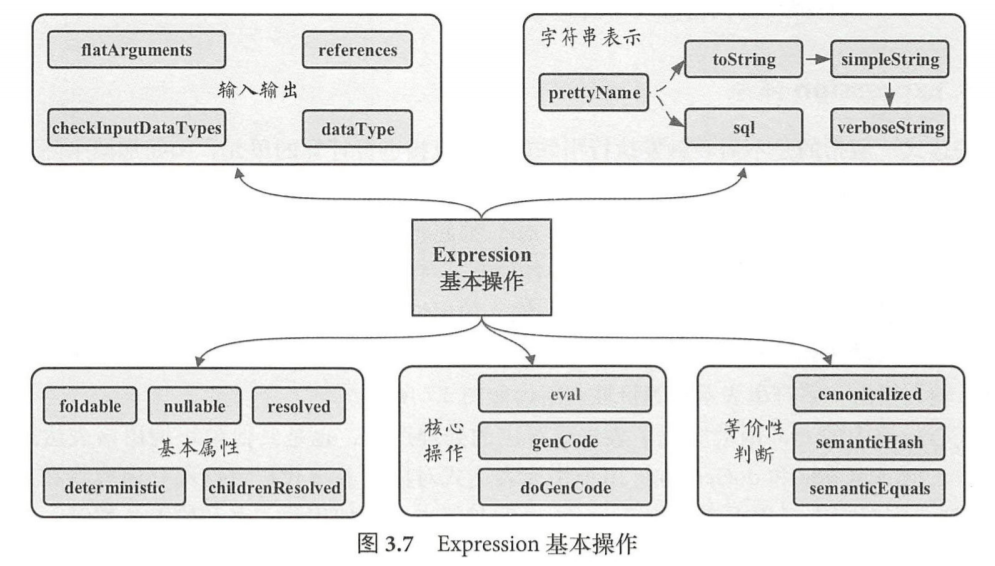 flatArguments
references
输入输出
checkInputDataTypes
dataType
字符串表示
prettyName
toString
simpleString
sql
verboseString
Expression
基本操作
foldable
nullable
resolved
基本属性
deterministic
childrenResolved
核心
操作
eval
genCode
doGenCode
等价性
判断
canonicalized
semanticHash
semanticEquals
图 3.7 Expression 基本操作